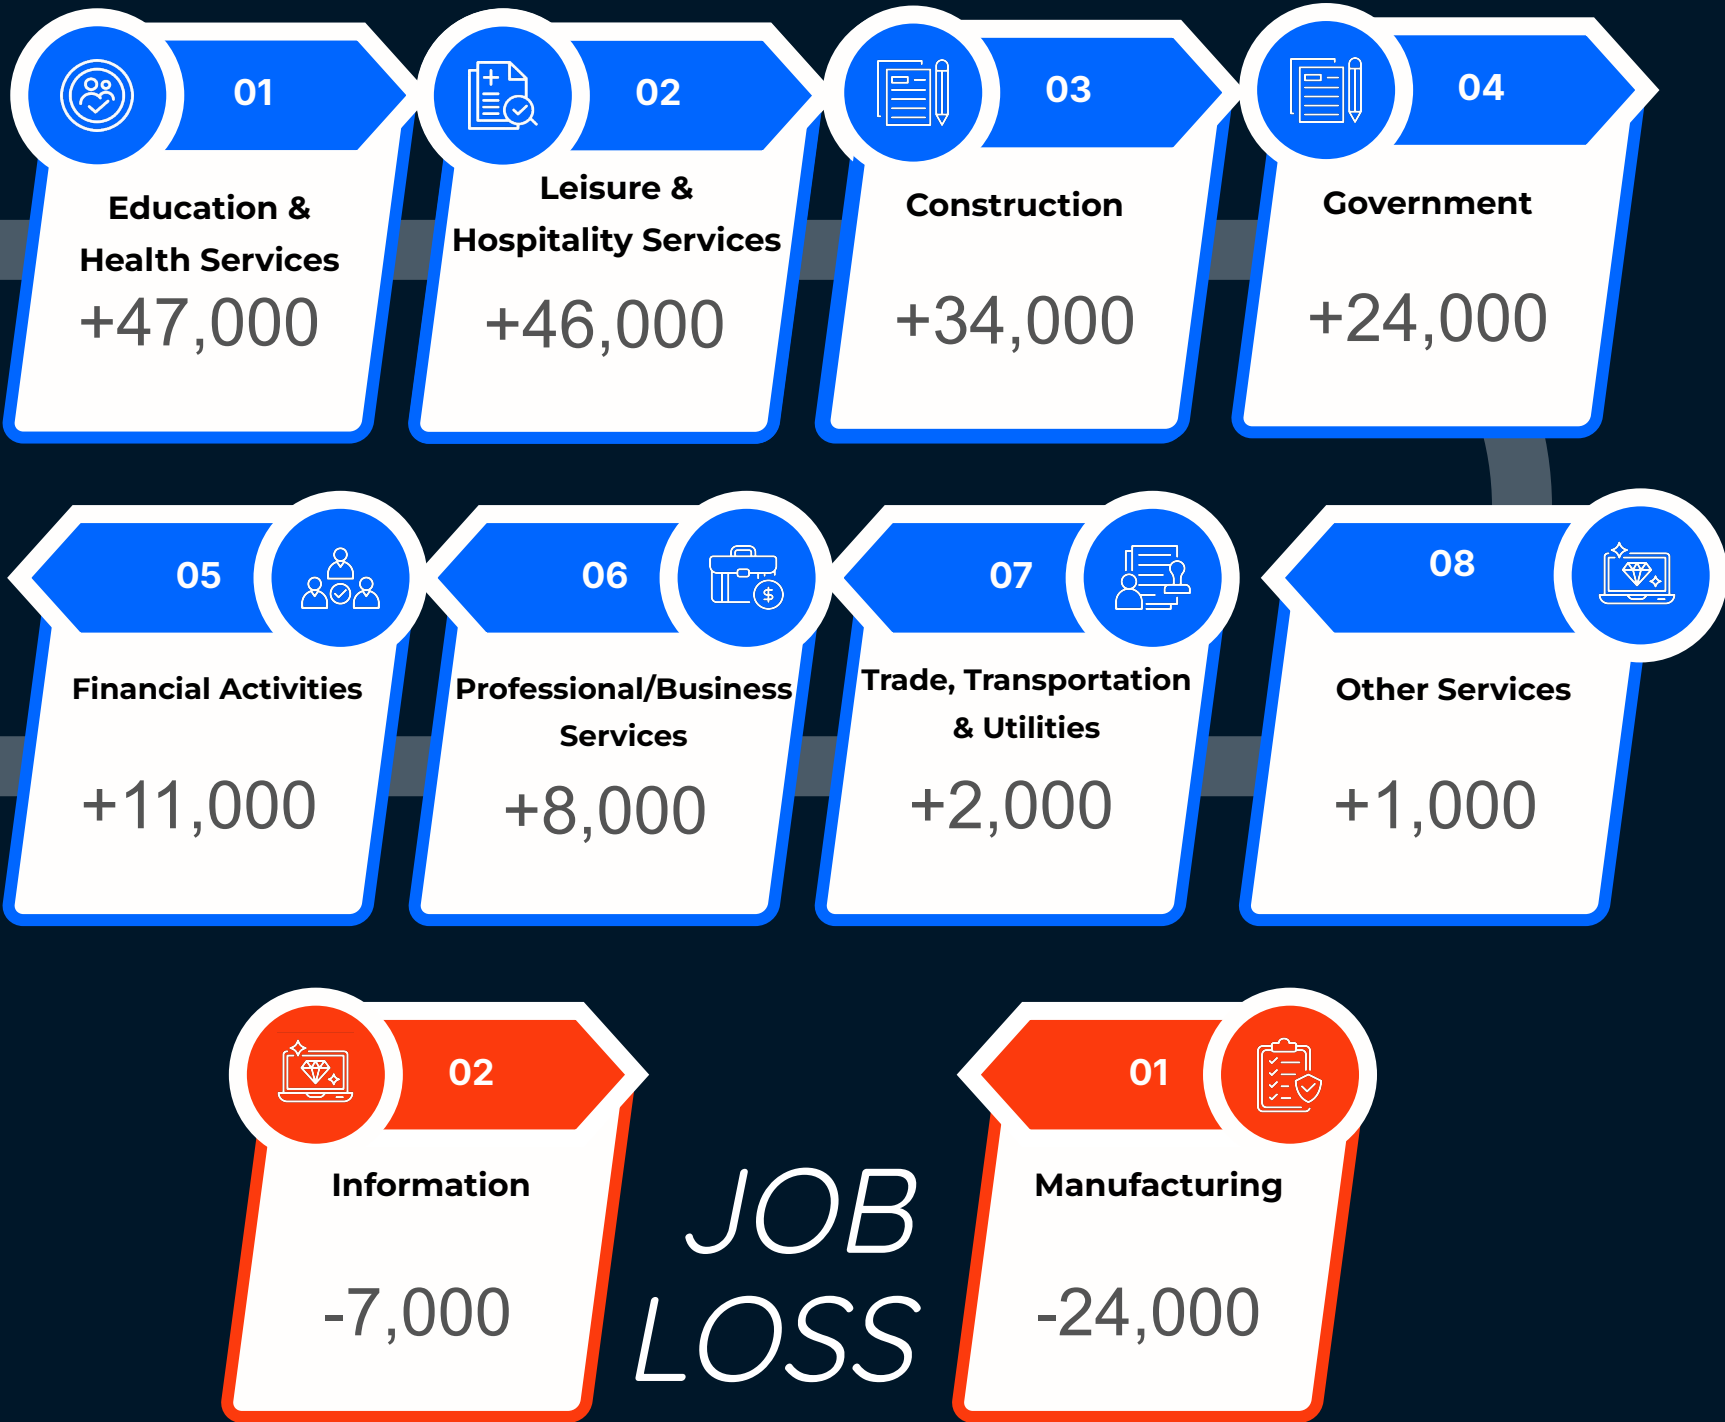 01
Education &
Health Services
+47,000
02
Leisure &
Hospitality Services
+46,000
03
Construction
+34,000
04
Government
+24,000
05
Financial Activities
+11,000
06
Professional/Business
Services
+8,000
07
Trade, Transportation
& Utilities
+2,000
08
Other Services
+1,000
02
Information
-7,000
JOB
LOSS
01
Manufacturing
-24,000